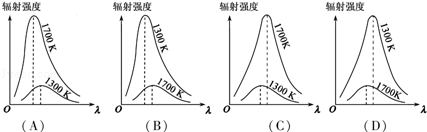 辐射强度 辐射强度 辐射强度 辐射强度
1700 K 1300 K 1700K 1300 K
1300 K 1700 K 1300 K 1700K
O λ O λ O λ O λ
(A) (B) (C) (D)